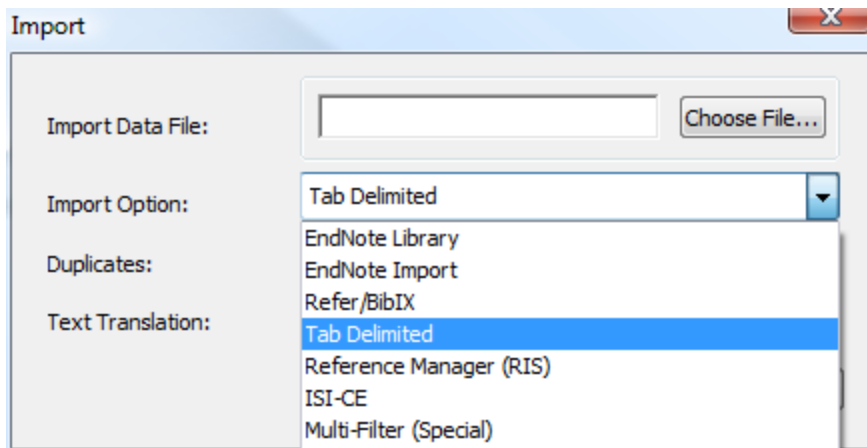 Import
Import Data File:
Choose File...
Import Option:
Tab Delimited
EndNote Library
EndNote Import
Refer/BibIX
Tab Delimited
Reference Manager (RIS)
ISI-CE
Multi-Filter (Special)
Duplicates:
Text Translation: